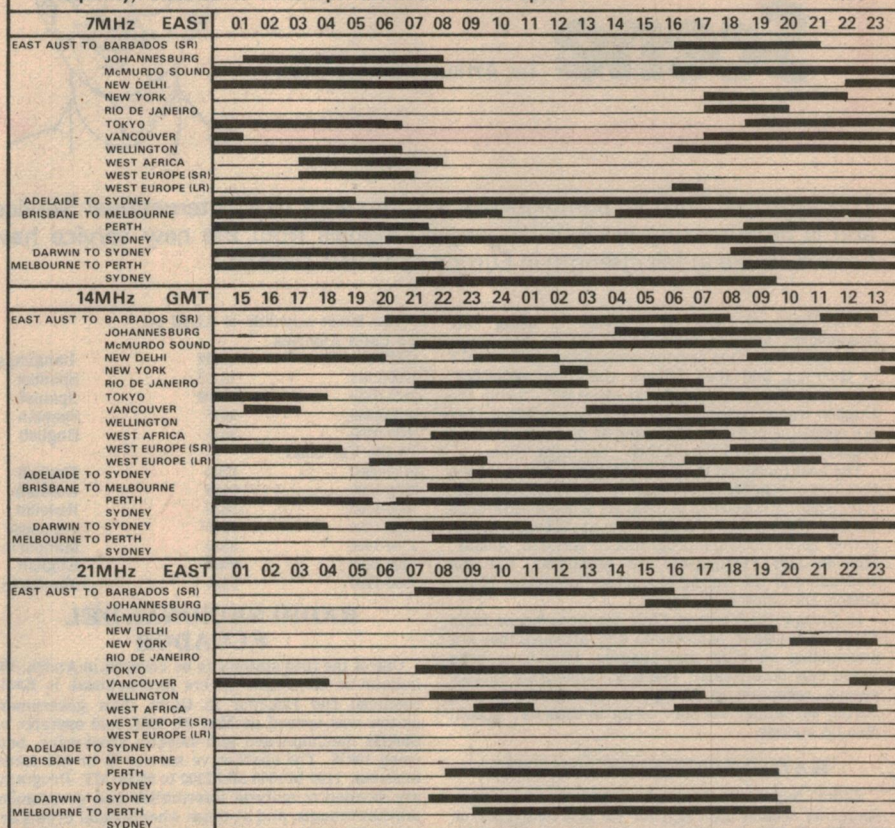 7MHz EAST 01 02 03 04 05 06 07 08 09 10 11 12 13 14 15 16 17 18 19 20 21 22 23
EAST AUST TO BARBADOS (SR)
JOHANNESBURG
McMURDO SOUND
NEW DELHI
NEW YORK
RIO DE JANEIRO
TOKYO
VANCOUVER
WELLINGTON
WEST AFRICA
WEST EUROPE (SR)
WEST EUROPE (LR)
ADELAIDE TO SYDNEY
BRISBANE TO MELBOURNE
PERTH
SYDNEY
DARWIN TO SYDNEY
MELBOURNE TO PERTH
SYDNEY
14MHz GMT 15 16 17 18 19 20 21 22 23 24 01 02 03 04 05 06 07 08 09 10 11 12 13
EAST AUST TO BARBADOS (SR)
JOHANNESBURG
McMURDO SOUND
NEW DELHI
NEW YORK
RIO DE JANEIRO
TOKYO
VANCOUVER
WELLINGTON
WEST AFRICA
WEST EUROPE (SR)
WEST EUROPE (LR)
ADELAIDE TO SYDNEY
BRISBANE TO MELBOURNE
PERTH
SYDNEY
DARWIN TO SYDNEY
MELBOURNE TO PERTH
SYDNEY
21MHz EAST 01 02 03 04 05 06 07 08 09 10 11 12 13 14 15 16 17 18 19 20 21 22 23
EAST AUST TO BARBADOS (SR)
JOHANNESBURG
McMURDO SOUND
NEW DELHI
NEW YORK
RIO DE JANEIRO
TOKYO
VANCOUVER
WELLINGTON
WEST AFRICA
WEST EUROPE (SR)
WEST EUROPE (LR)
ADELAIDE TO SYDNEY
BRISBANE TO MELBOURNE
PERTH
SYDNEY
DARWIN TO SYDNEY
MELBOURNE TO PERTH
SYDNEY